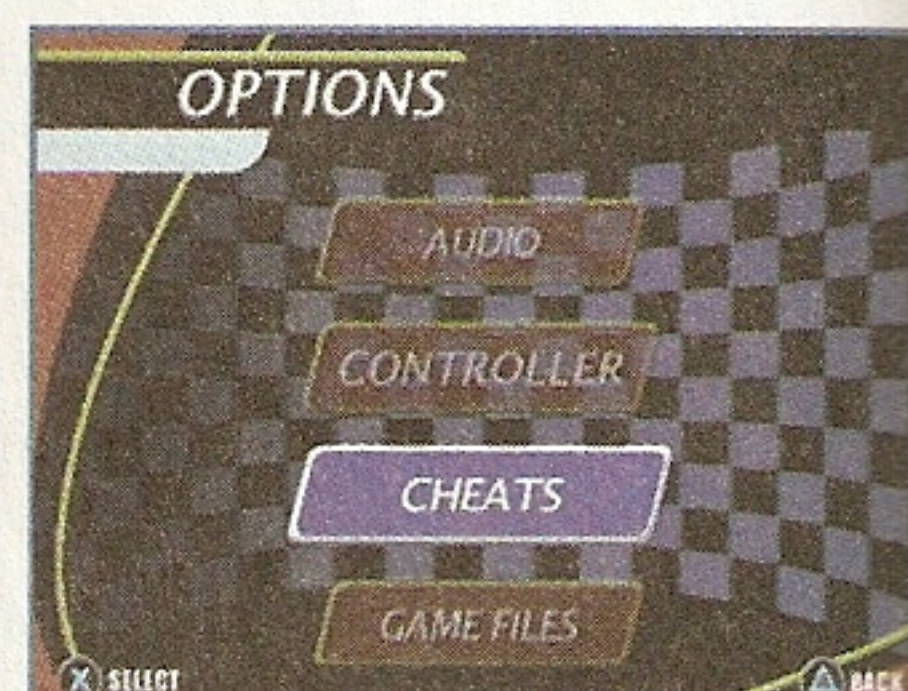 OPTIONS
AUDIO
CONTROLLER
CHEATS
GAME FILES
X SELECT
BACK